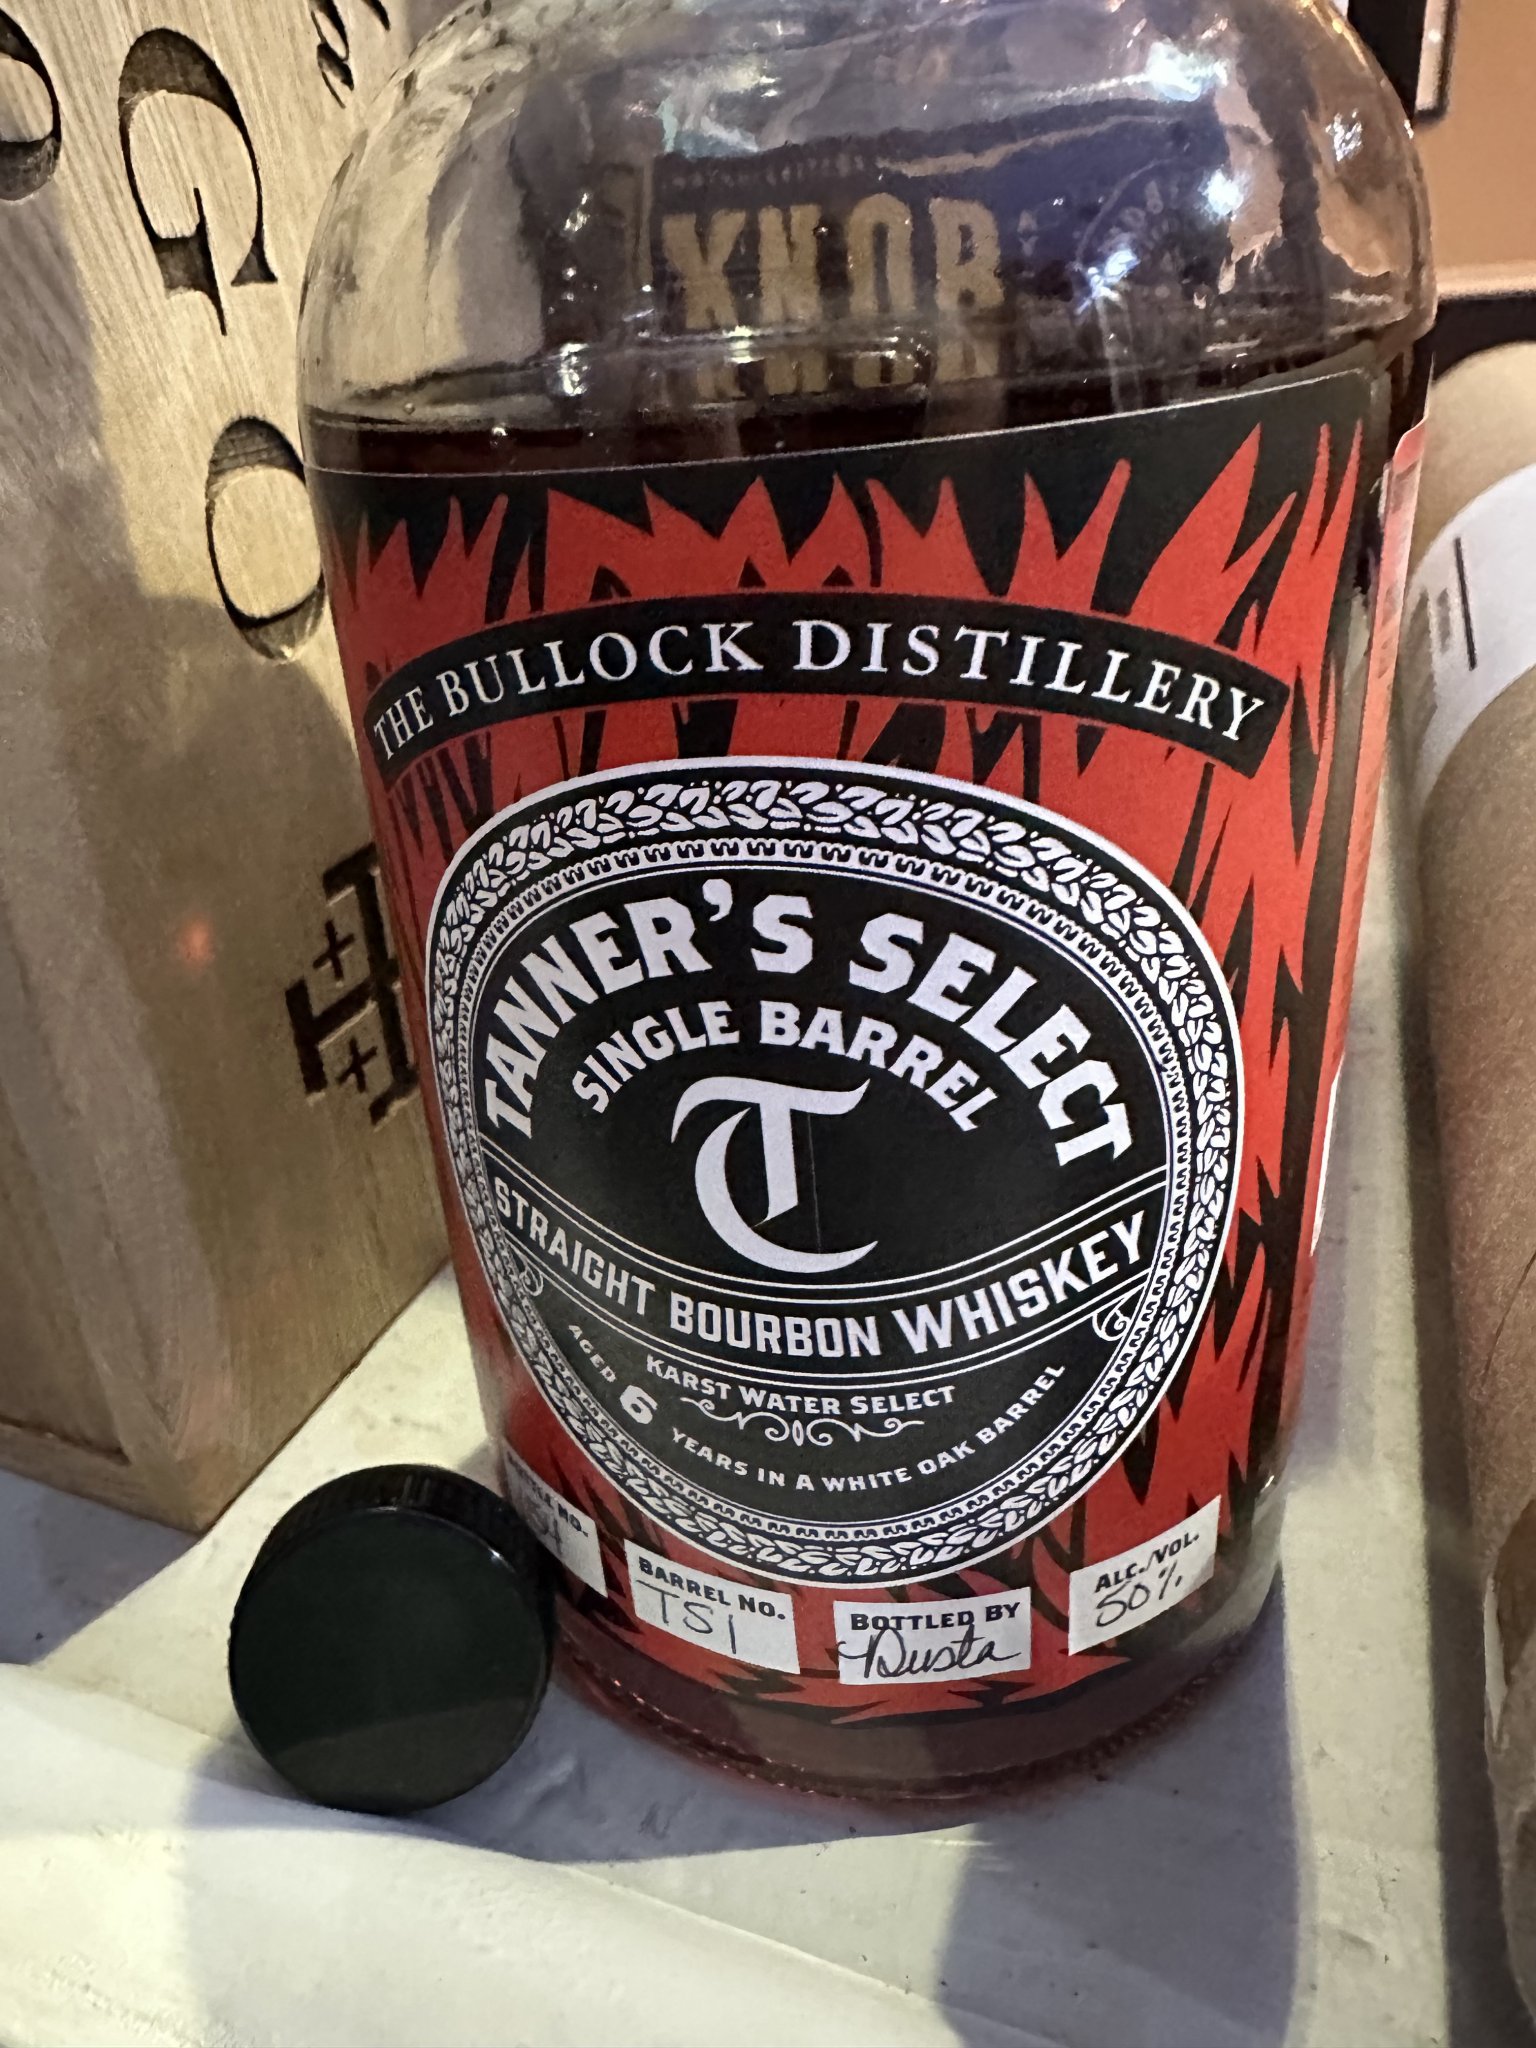 KNOB
THE BULLOCK DISTILLERY
TANNER'S SELECT
SINGLE BARREL
T
STRAIGHT BOURBON WHISKEY
KARST WATER SELECT
AGED 6 YEARS IN A WHITE OAK BARREL
NO.
BARREL NO.
TS1
BOTTLED BY
Dusta
ALC./VOL.
50%
G
O